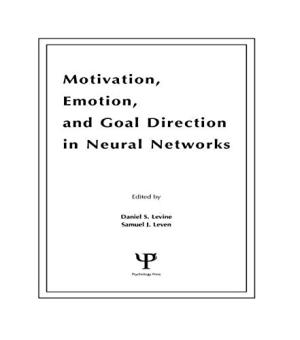 Motivation,
Emotion,
and Goal Direction
in Neural Networks
Edited by
Daniel S. Levine
Samuel J. Leven
Psychology Press